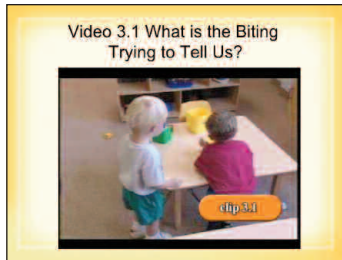 Video 3.1 What is the Biting
Trying to Tell Us?
clip 3.1